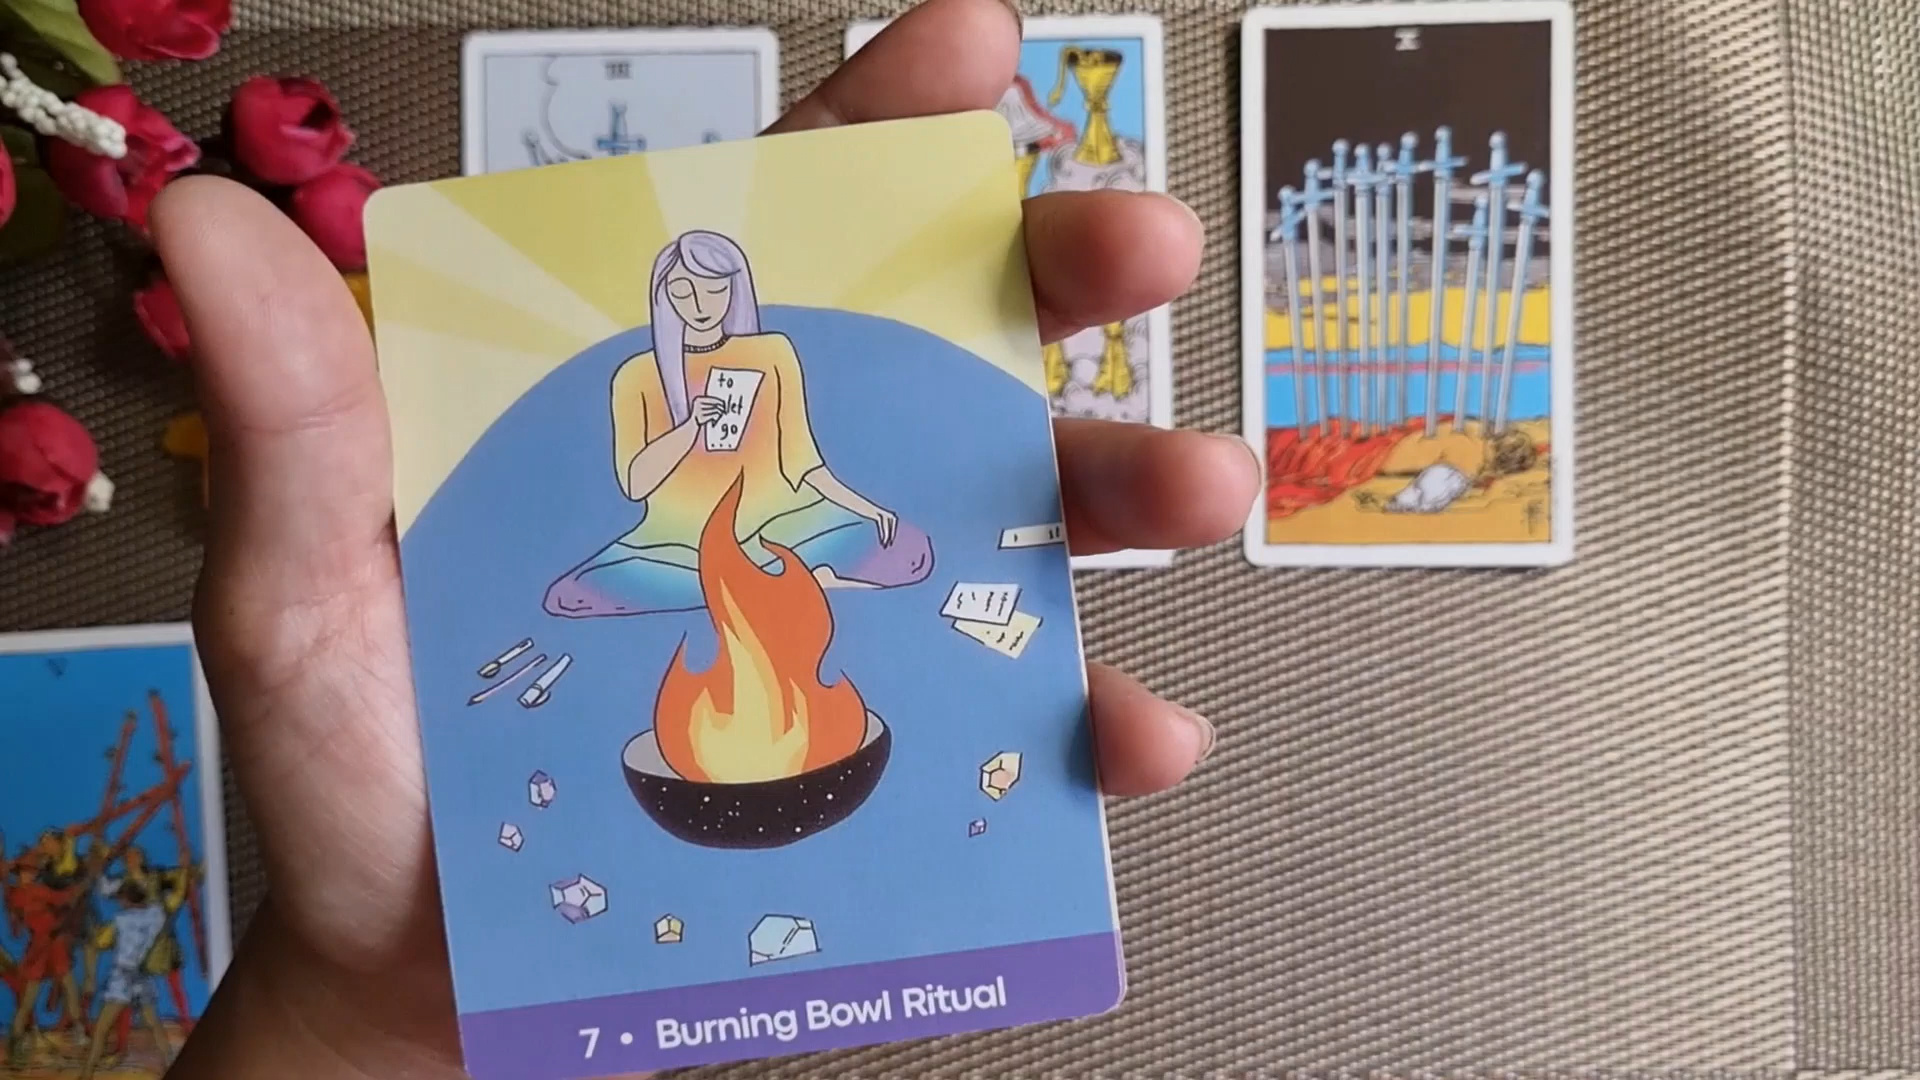 to
let
go
...
7 • Burning Bowl Ritual
X
V